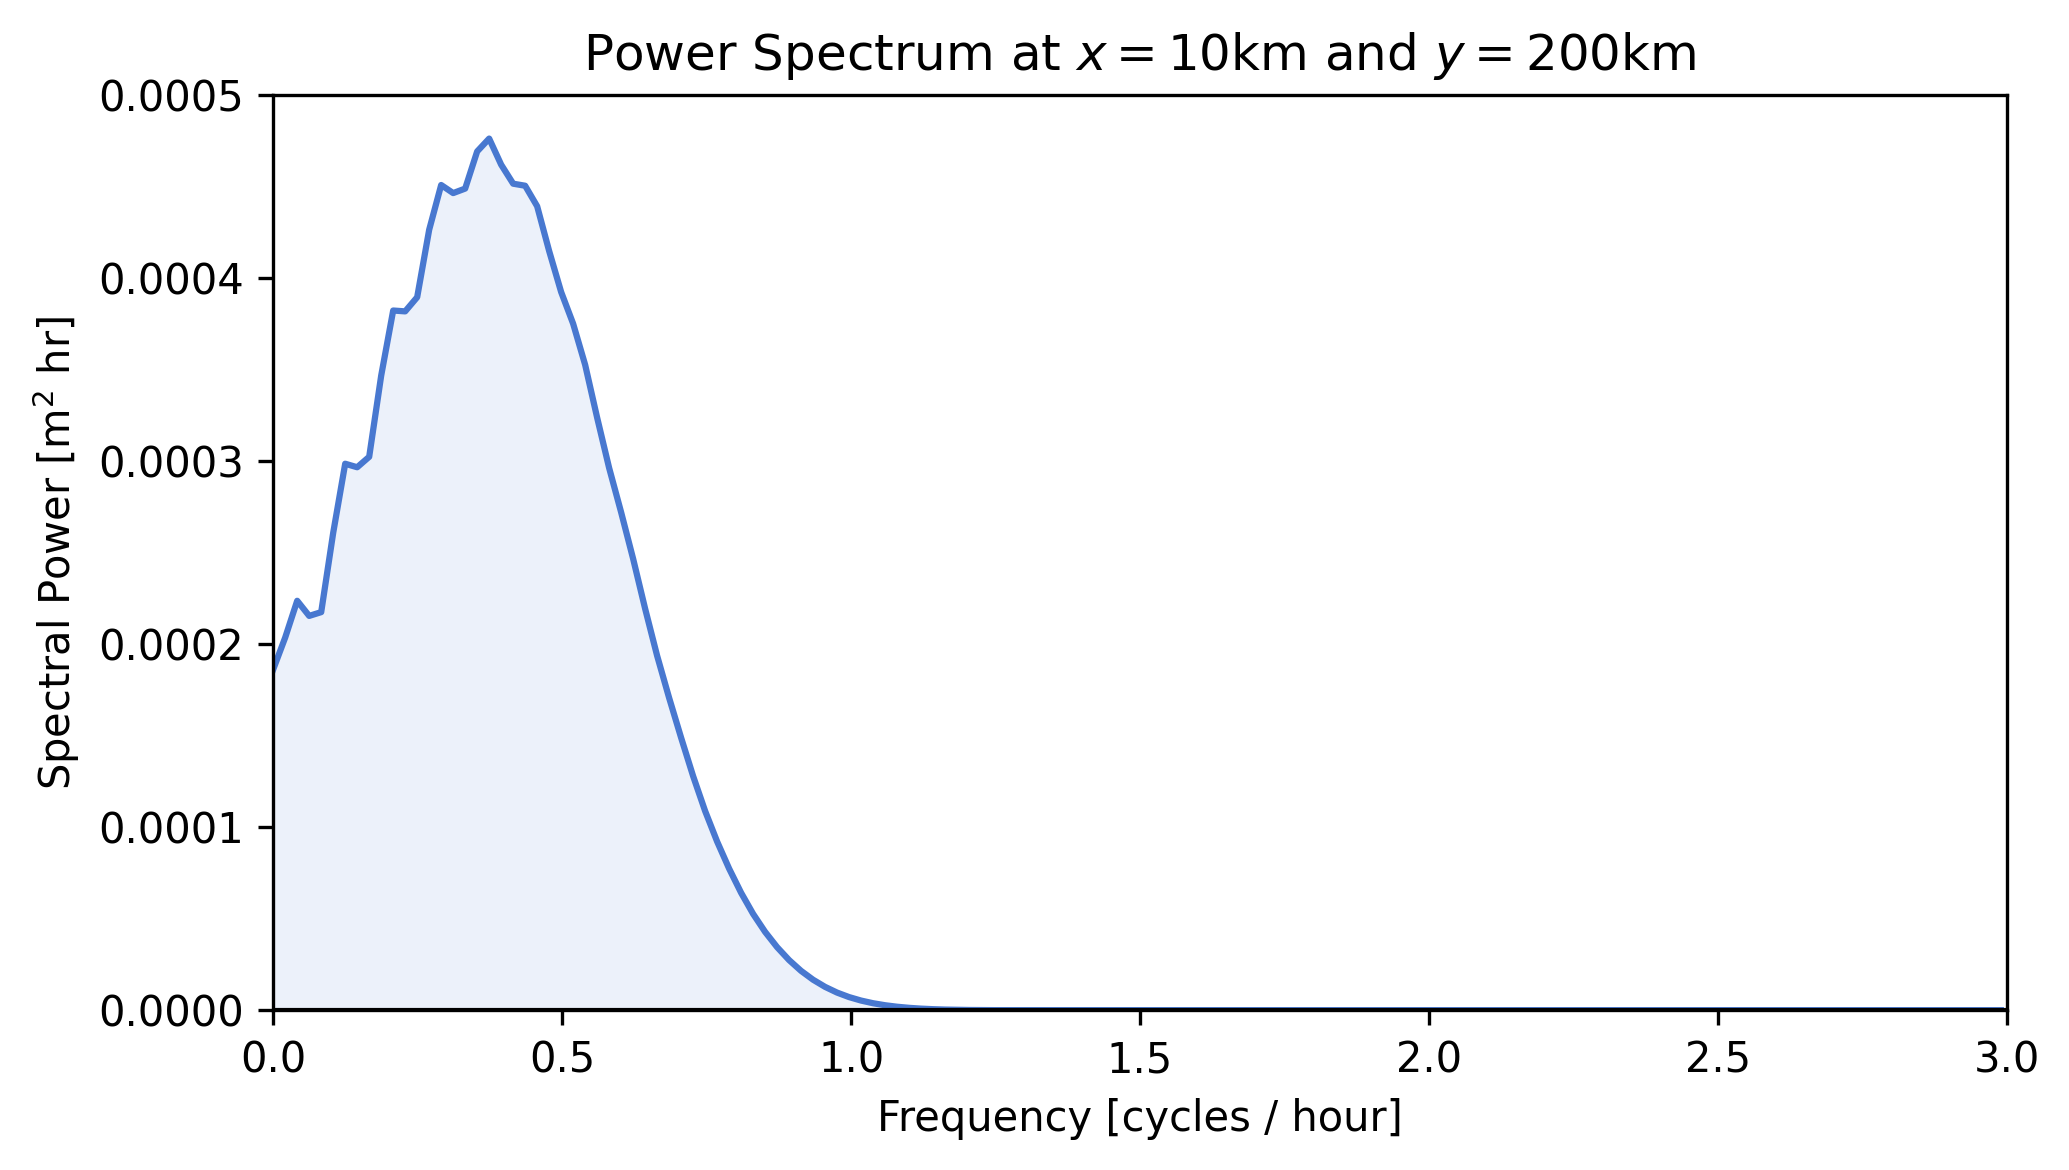 Power Spectrum at x = 10km and y = 200km
0.0005
0.0004
0.0003
0.0002
0.0001
0.0000
Spectral Power [m² hr]
0.0 0.5 1.0 1.5 2.0 2.5 3.0
Frequency [cycles / hour]